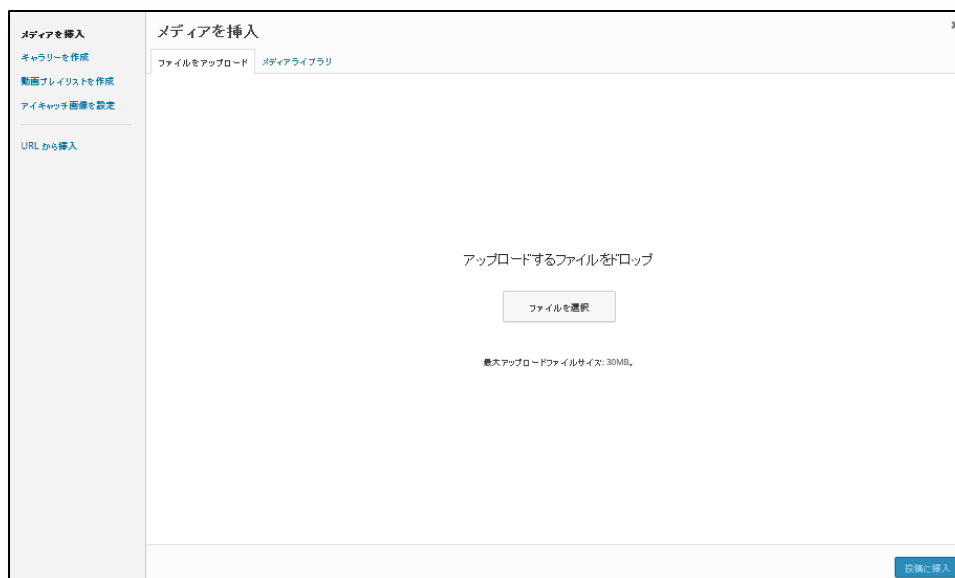 メディアを挿入
ギャラリーを作成
動画プレイリストを作成
アイキャッチ画像を設定
URL から挿入
メディアを挿入
ファイルをアップロード メディアライブラリ
アップロードするファイルをドロップ
ファイルを選択
最大アップロードファイルサイズ: 30MB。
投稿に挿入